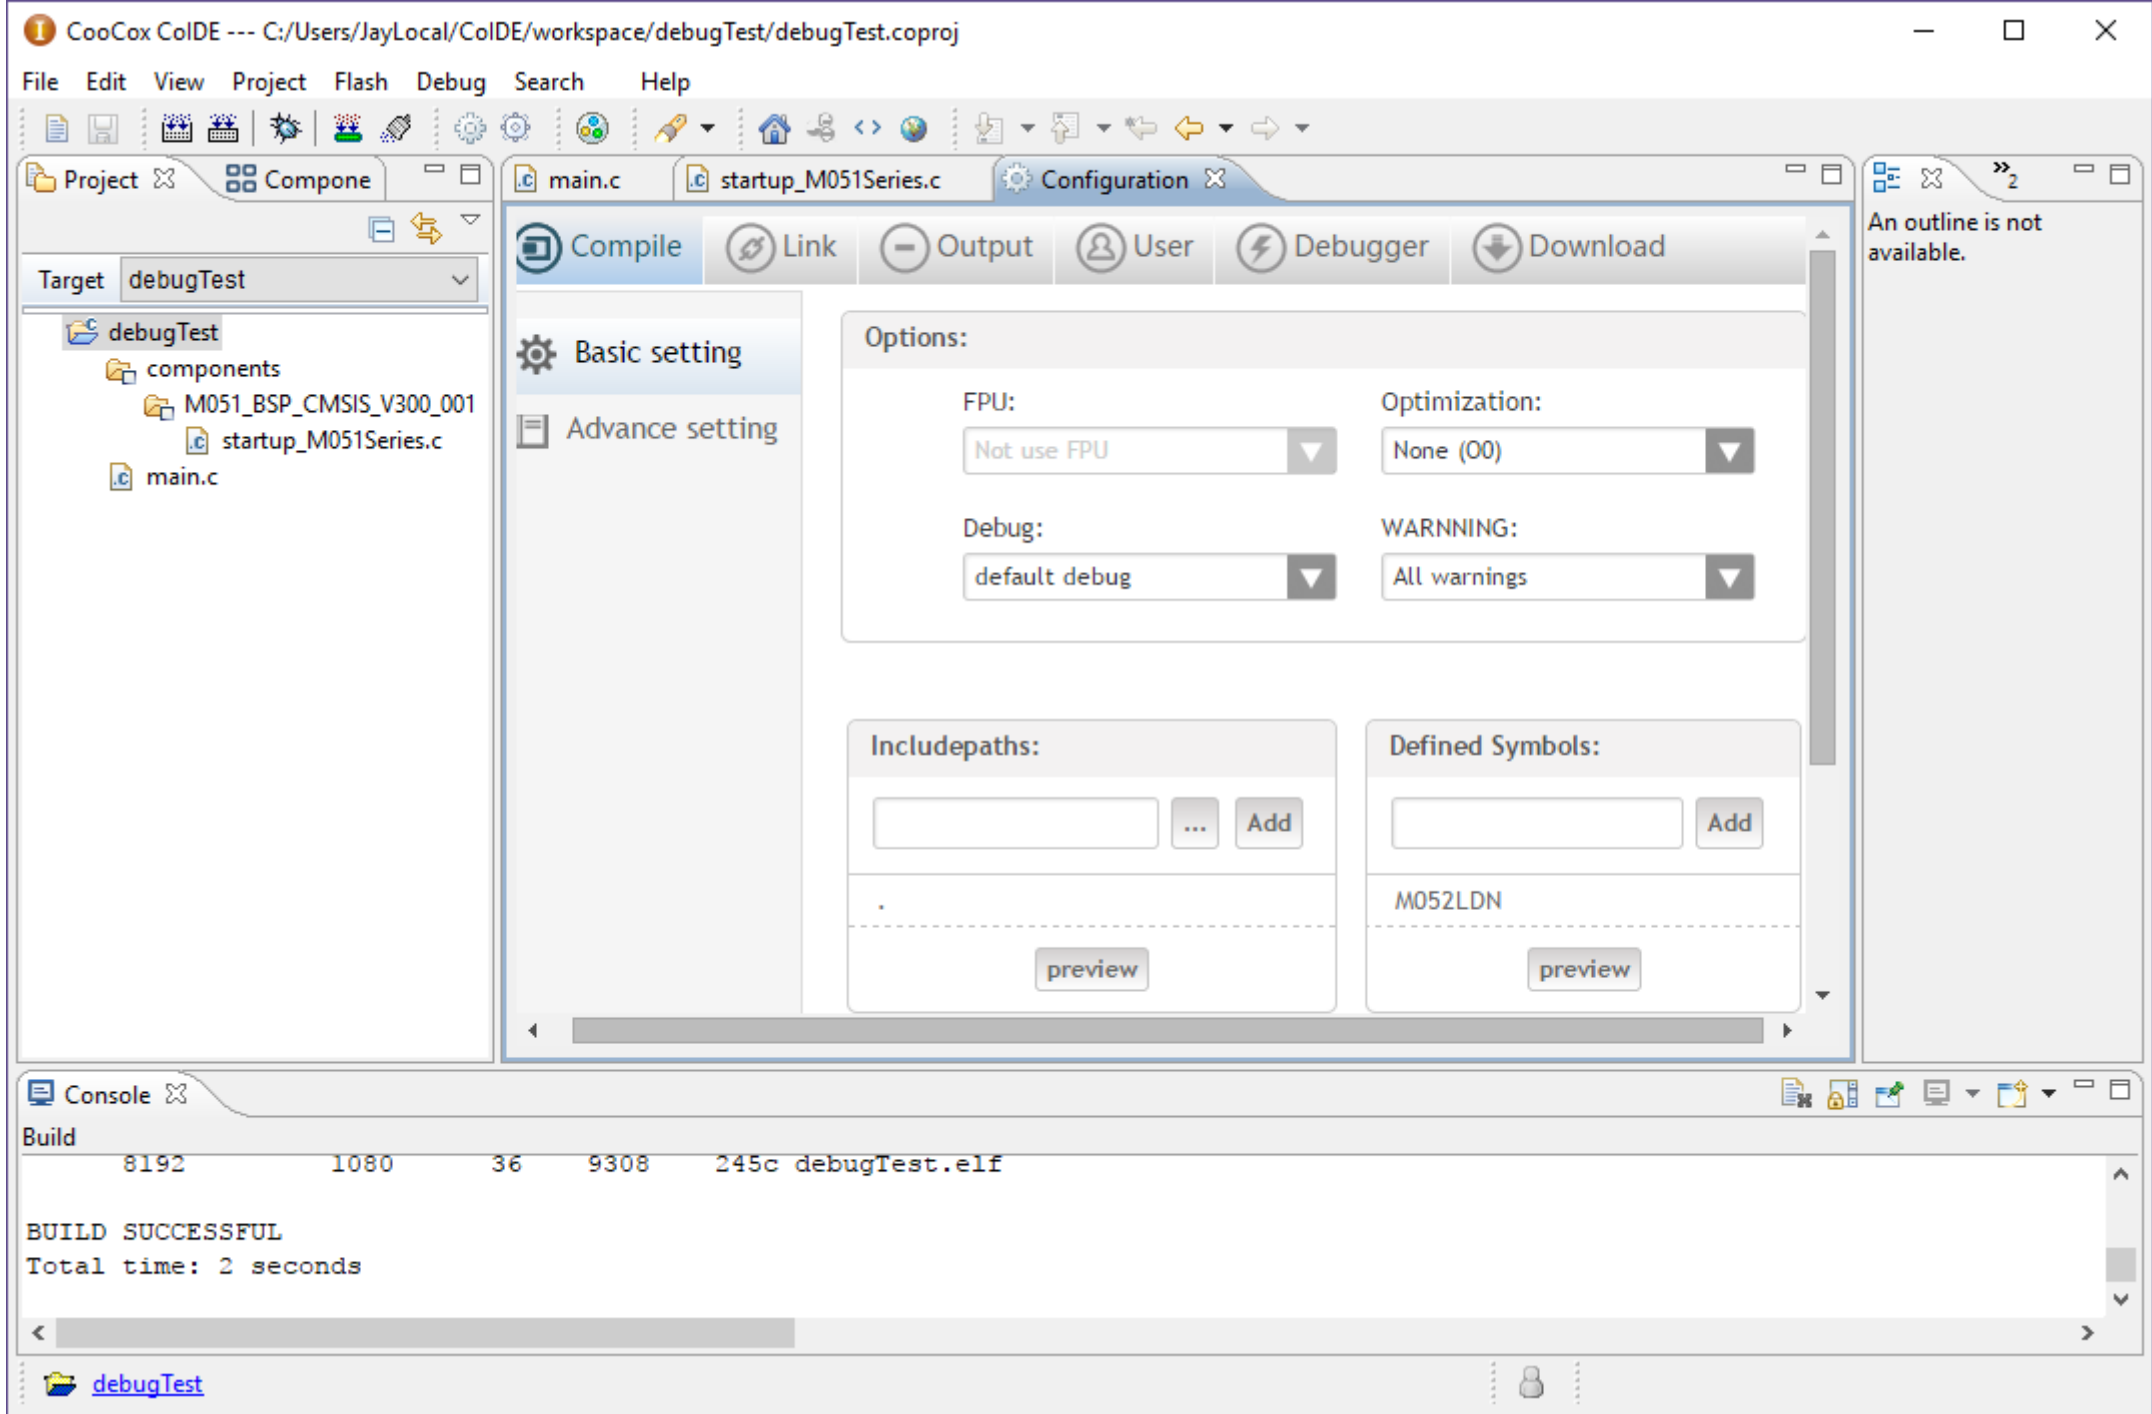 CooCox CoIDE --- C:/Users/JayLocal/CoIDE/workspace/debugTest/debugTest.coproj
File Edit View Project Flash Debug Search Help
Project Compone
Target debugTest
debugTest
components
M051_BSP_CMSIS_V300_001
startup_M051Series.c
main.c
main.c startup_M051Series.c Configuration
Compile Link Output User Debugger Download
Basic setting
Advance setting
Options:
FPU: Optimization:
Not use FPU None (O0)
Debug: WARNNING:
default debug All warnings
Includepaths: Defined Symbols:
... Add Add
. M052LDN
preview preview
»2
An outline is not
available.
Console
Build
8192 1080 36 9308 245c debugTest.elf
BUILD SUCCESSFUL
Total time: 2 seconds
debugTest